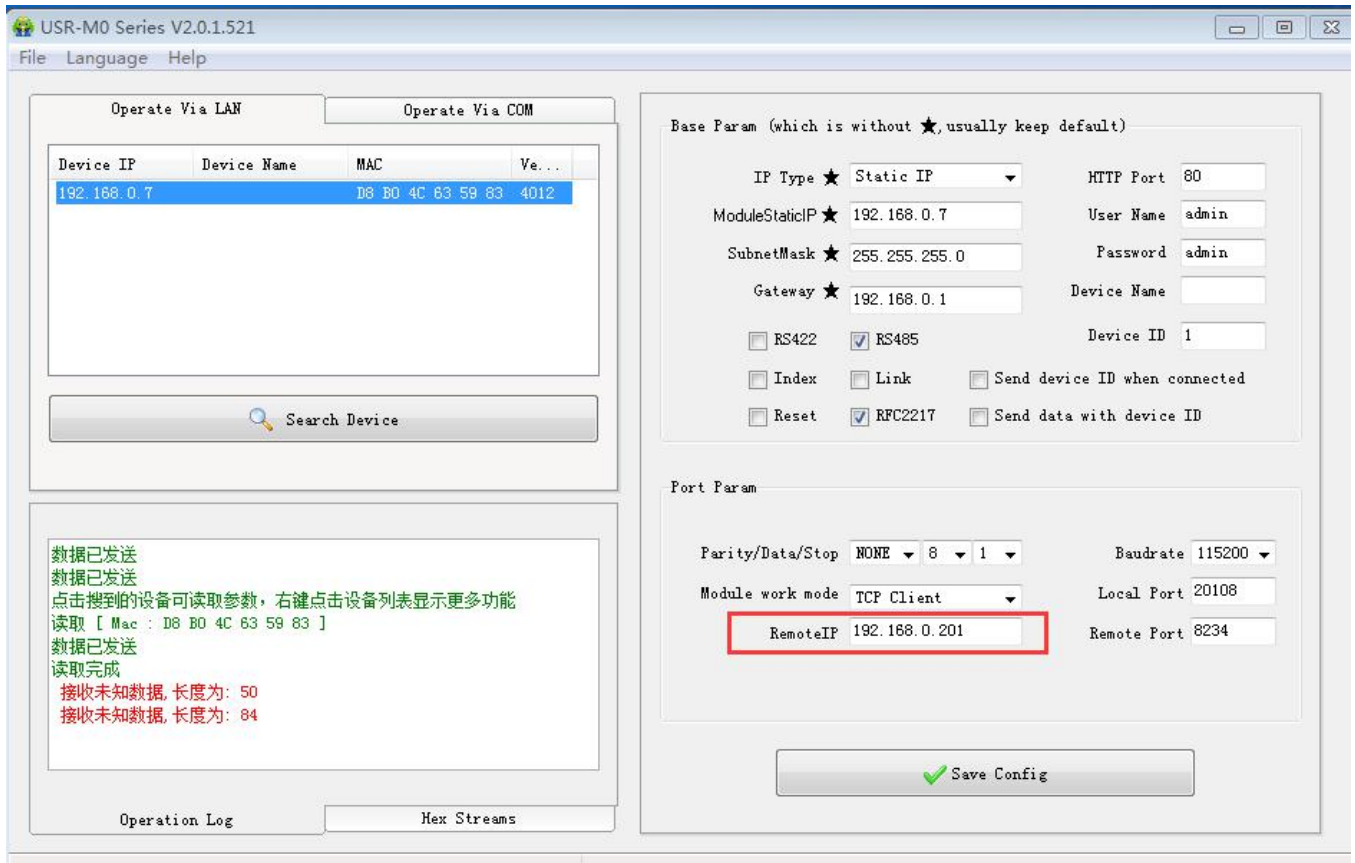 USR-M0 Series V2.0.1.521
File Language Help
Operate Via LAN
Operate Via COM
Device IP Device Name MAC Ve...
192.168.0.7 D8 B0 4C 63 59 83 4012
Search Device
数据已发送
数据已发送
点击搜到的设备可读取参数，右键点击设备列表显示更多功能
读取 [ Mac : D8 B0 4C 63 59 83 ]
数据已发送
读取完成
接收未知数据,长度为: 50
接收未知数据,长度为: 84
Operation Log
Hex Streams
Base Param (which is without ★,usually keep default)
IP Type ★ Static IP HTTP Port 80
ModuleStaticIP ★ 192.168.0.7 User Name admin
SubnetMask ★ 255.255.255.0 Password admin
Gateway ★ 192.168.0.1 Device Name
RS422 RS485 Device ID 1
Index Link Send device ID when connected
Reset RFC2217 Send data with device ID
Port Param
Parity/Data/Stop NONE 8 1 Baudrate 115200
Module work mode TCP Client Local Port 20108
RemoteIP 192.168.0.201 Remote Port 8234
Save Config